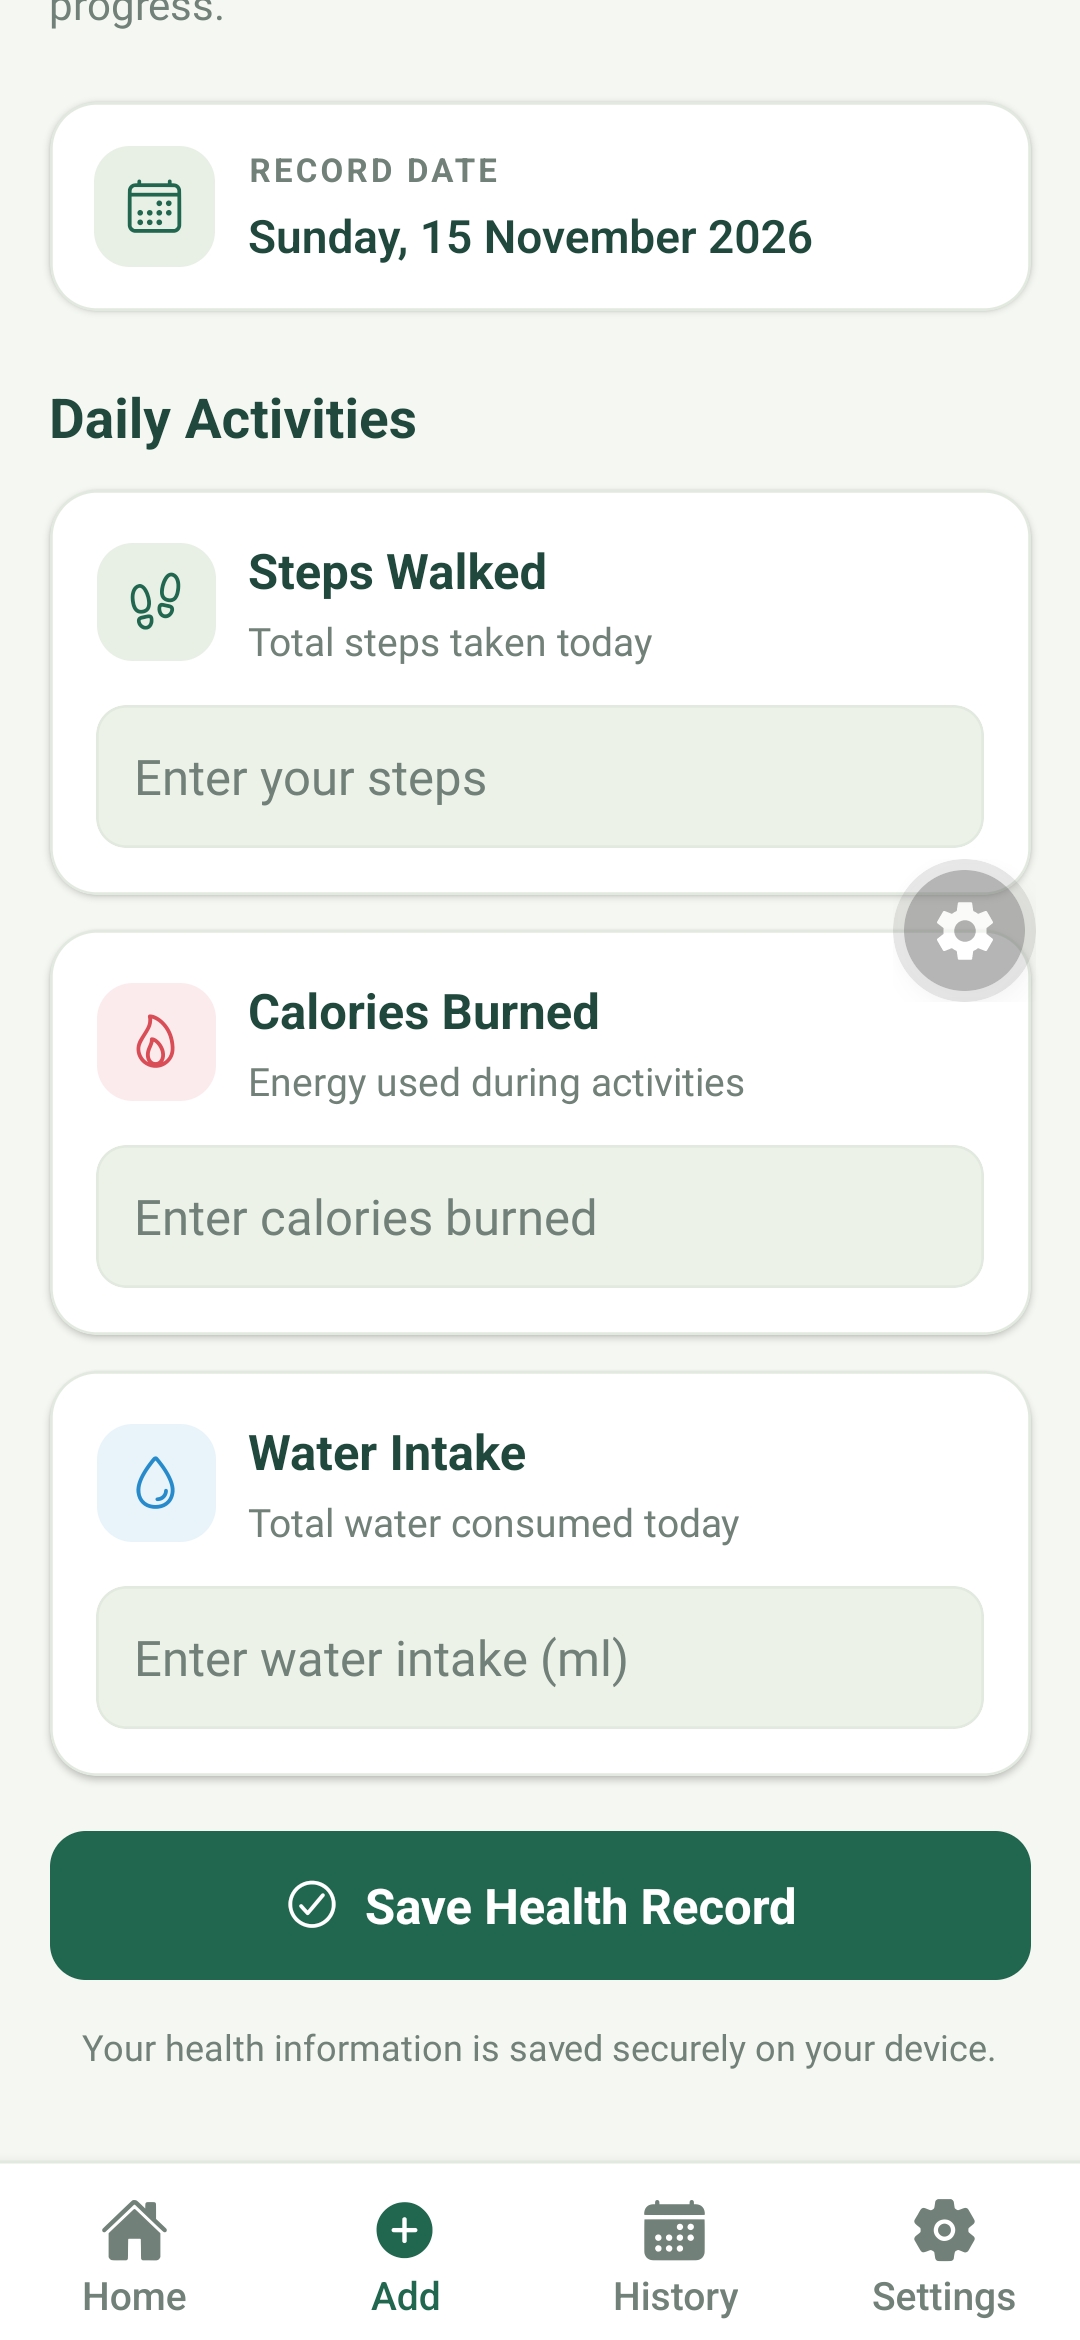 progress.
RECORD DATE
Sunday, 15 November 2026
Daily Activities
Steps Walked
Total steps taken today
Enter your steps
Calories Burned
Energy used during activities
Enter calories burned
Water Intake
Total water consumed today
Enter water intake (ml)
Save Health Record
Your health information is saved securely on your device.
Home
Add
History
Settings